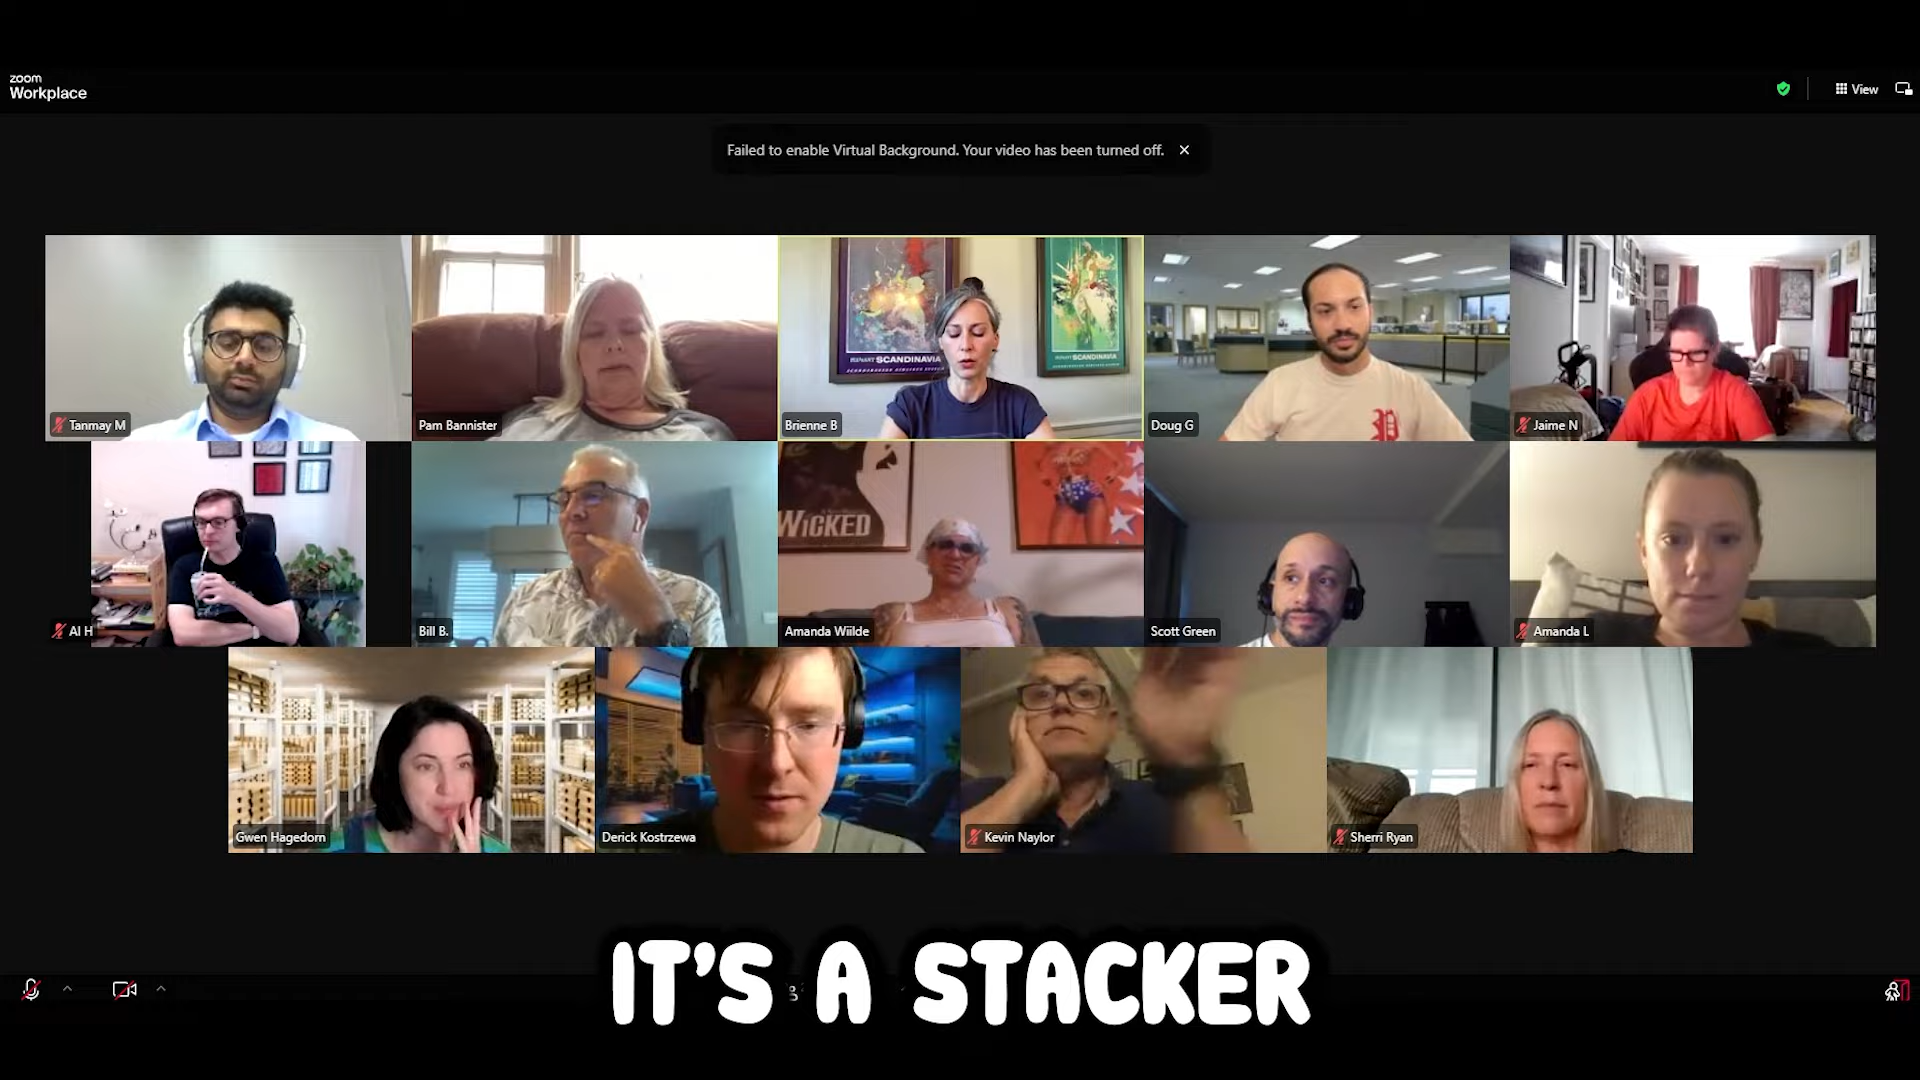 zoom
Workplace
View
Failed to enable Virtual Background. Your video has been turned off.
SCANDINAVIA
SCANDINAVIA
Tanmay M
Pam Bannister
Brienne B
Doug G
Jaime N
WICKED
Al H
Bill B.
Amanda Wiilde
Scott Green
Amanda L
Gwen Hagedorn
Derick Kostrzewa
Kevin Naylor
Sherri Ryan
IT'S A STACKER